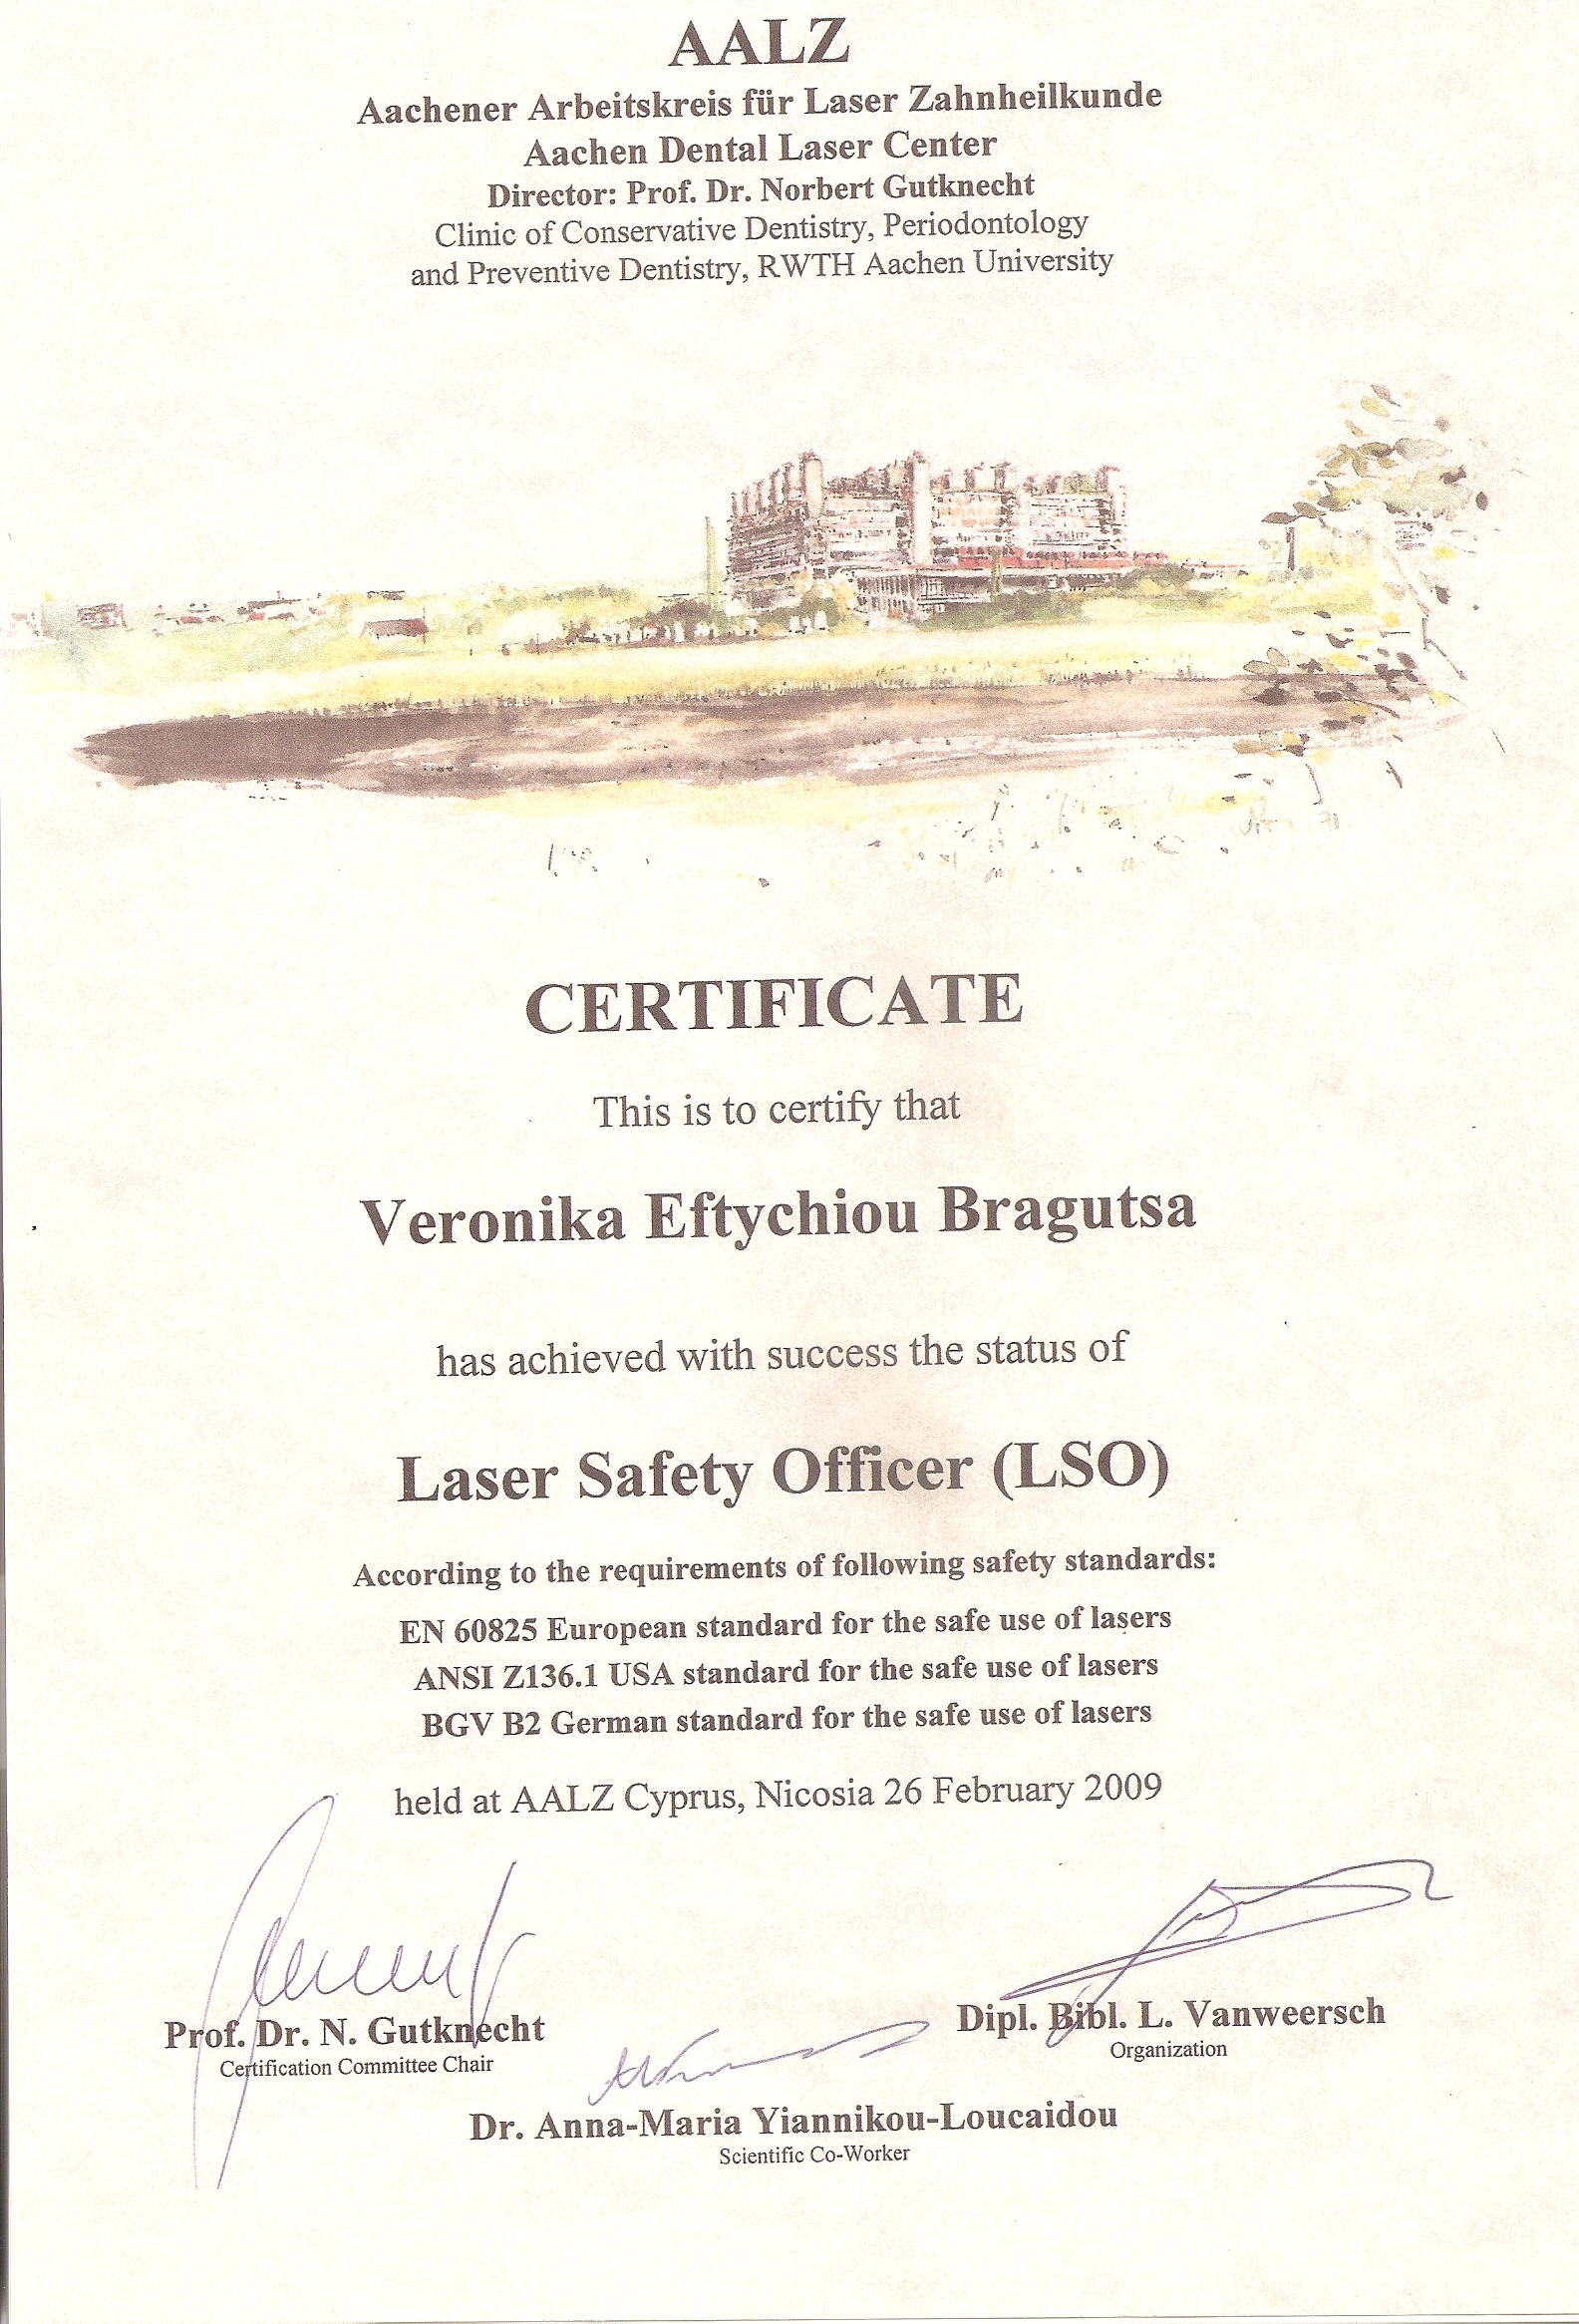 AALZ
Aachener Arbeitskreis für Laser Zahnheilkunde
Aachen Dental Laser Center
Director: Prof. Dr. Norbert Gutknecht
Clinic of Conservative Dentistry, Periodontology
and Preventive Dentistry, RWTH Aachen University
CERTIFICATE
This is to certify that
Veronika Eftychiou Bragutsa
has achieved with success the status of
Laser Safety Officer (LSO)
According to the requirements of following safety standards:
EN 60825 European standard for the safe use of lasers
ANSI Z136.1 USA standard for the safe use of lasers
BGV B2 German standard for the safe use of lasers
held at AALZ Cyprus, Nicosia 26 February 2009
Prof. Dr. N. Gutknecht
Certification Committee Chair
Dipl. Bibl. L. Vanweersch
Organization
Dr. Anna-Maria Yiannikou-Loucaidou
Scientific Co-Worker